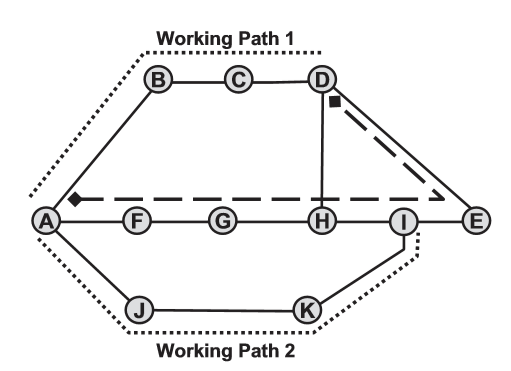 Working Path 1
B C D
A F G H I E
J K
Working Path 2